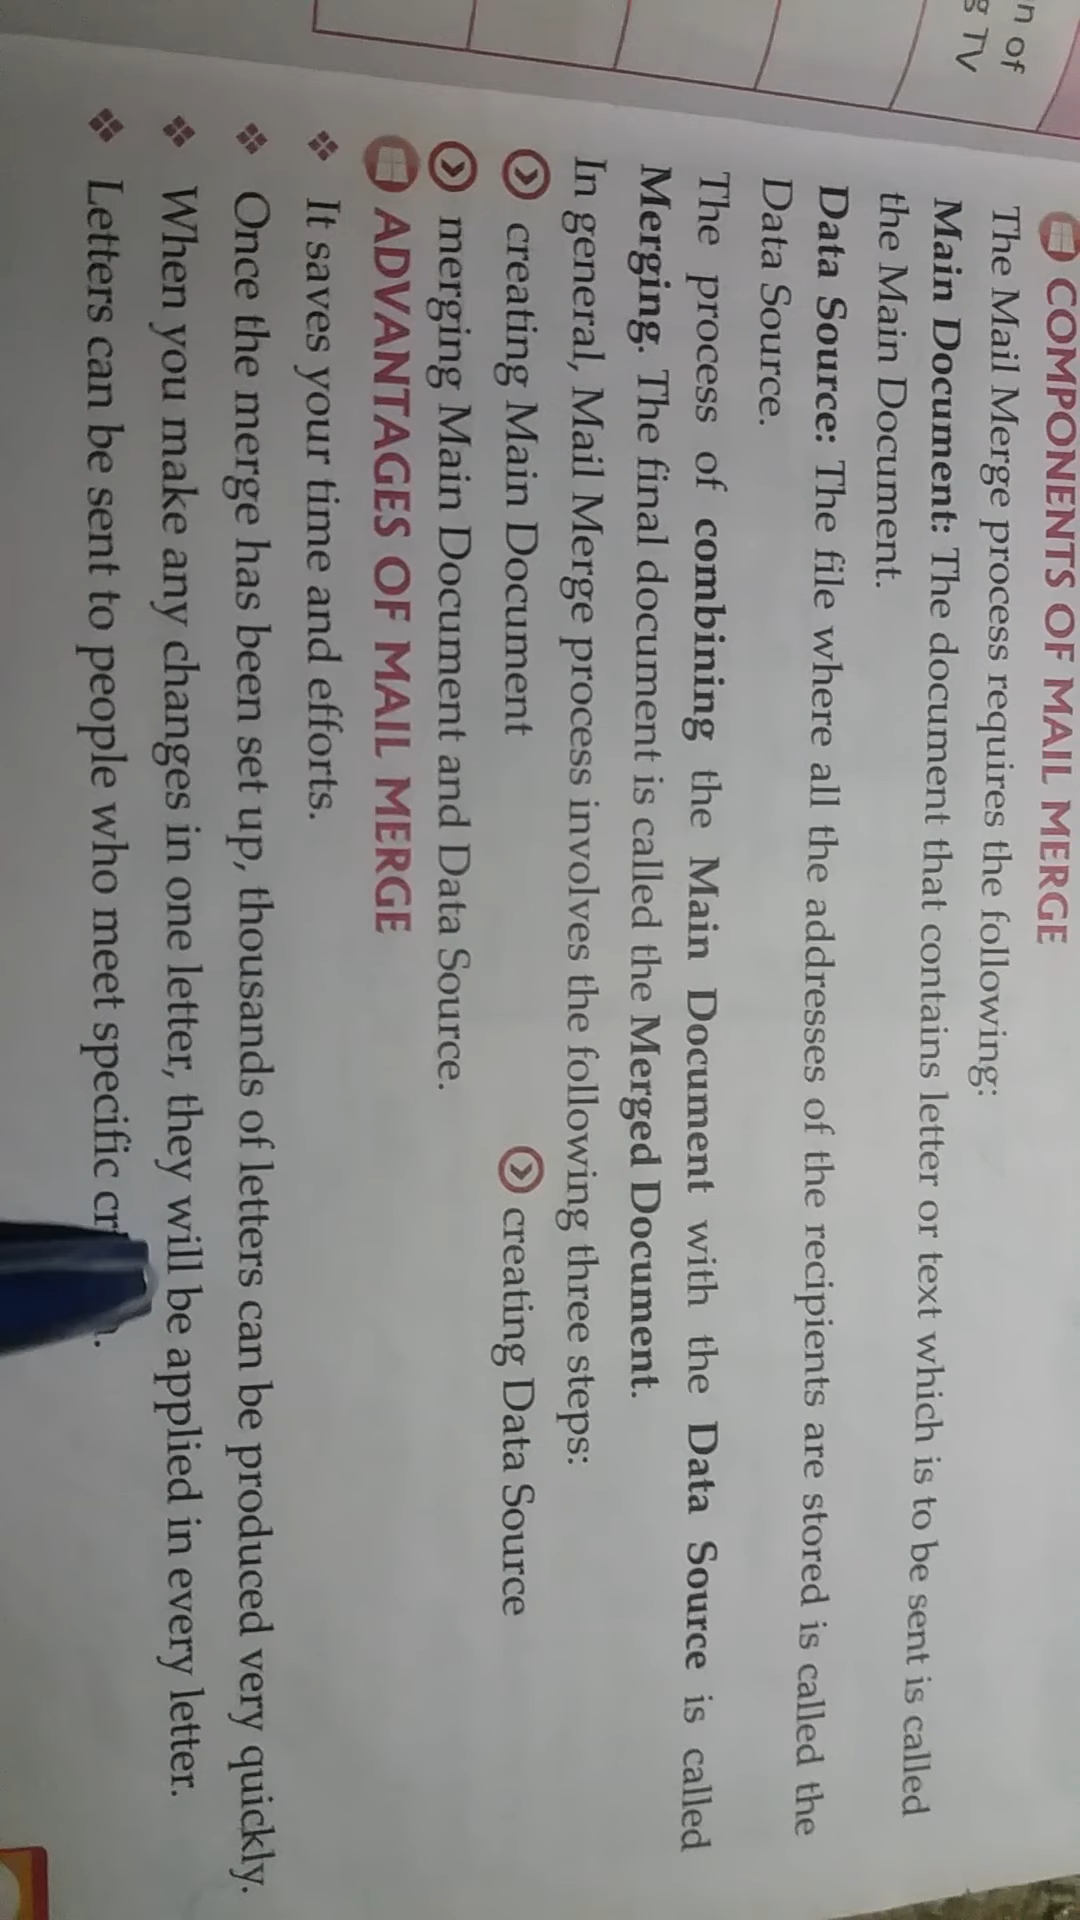 n of
g TV
COMPONENTS OF MAIL MERGE
The Mail Merge process requires the following:
Main Document: The document that contains letter or text which is to be sent is called
the Main Document.
Data Source: The file where all the addresses of the recipients are stored is called the
Data Source.
The process of combining the Main Document with the Data Source is called
Merging. The final document is called the Merged Document.
In general, Mail Merge process involves the following three steps:
creating Main Document creating Data Source
merging Main Document and Data Source.
ADVANTAGES OF MAIL MERGE
It saves your time and efforts.
Once the merge has been set up, thousands of letters can be produced very quickly.
When you make any changes in one letter, they will be applied in every letter.
Letters can be sent to people who meet specific